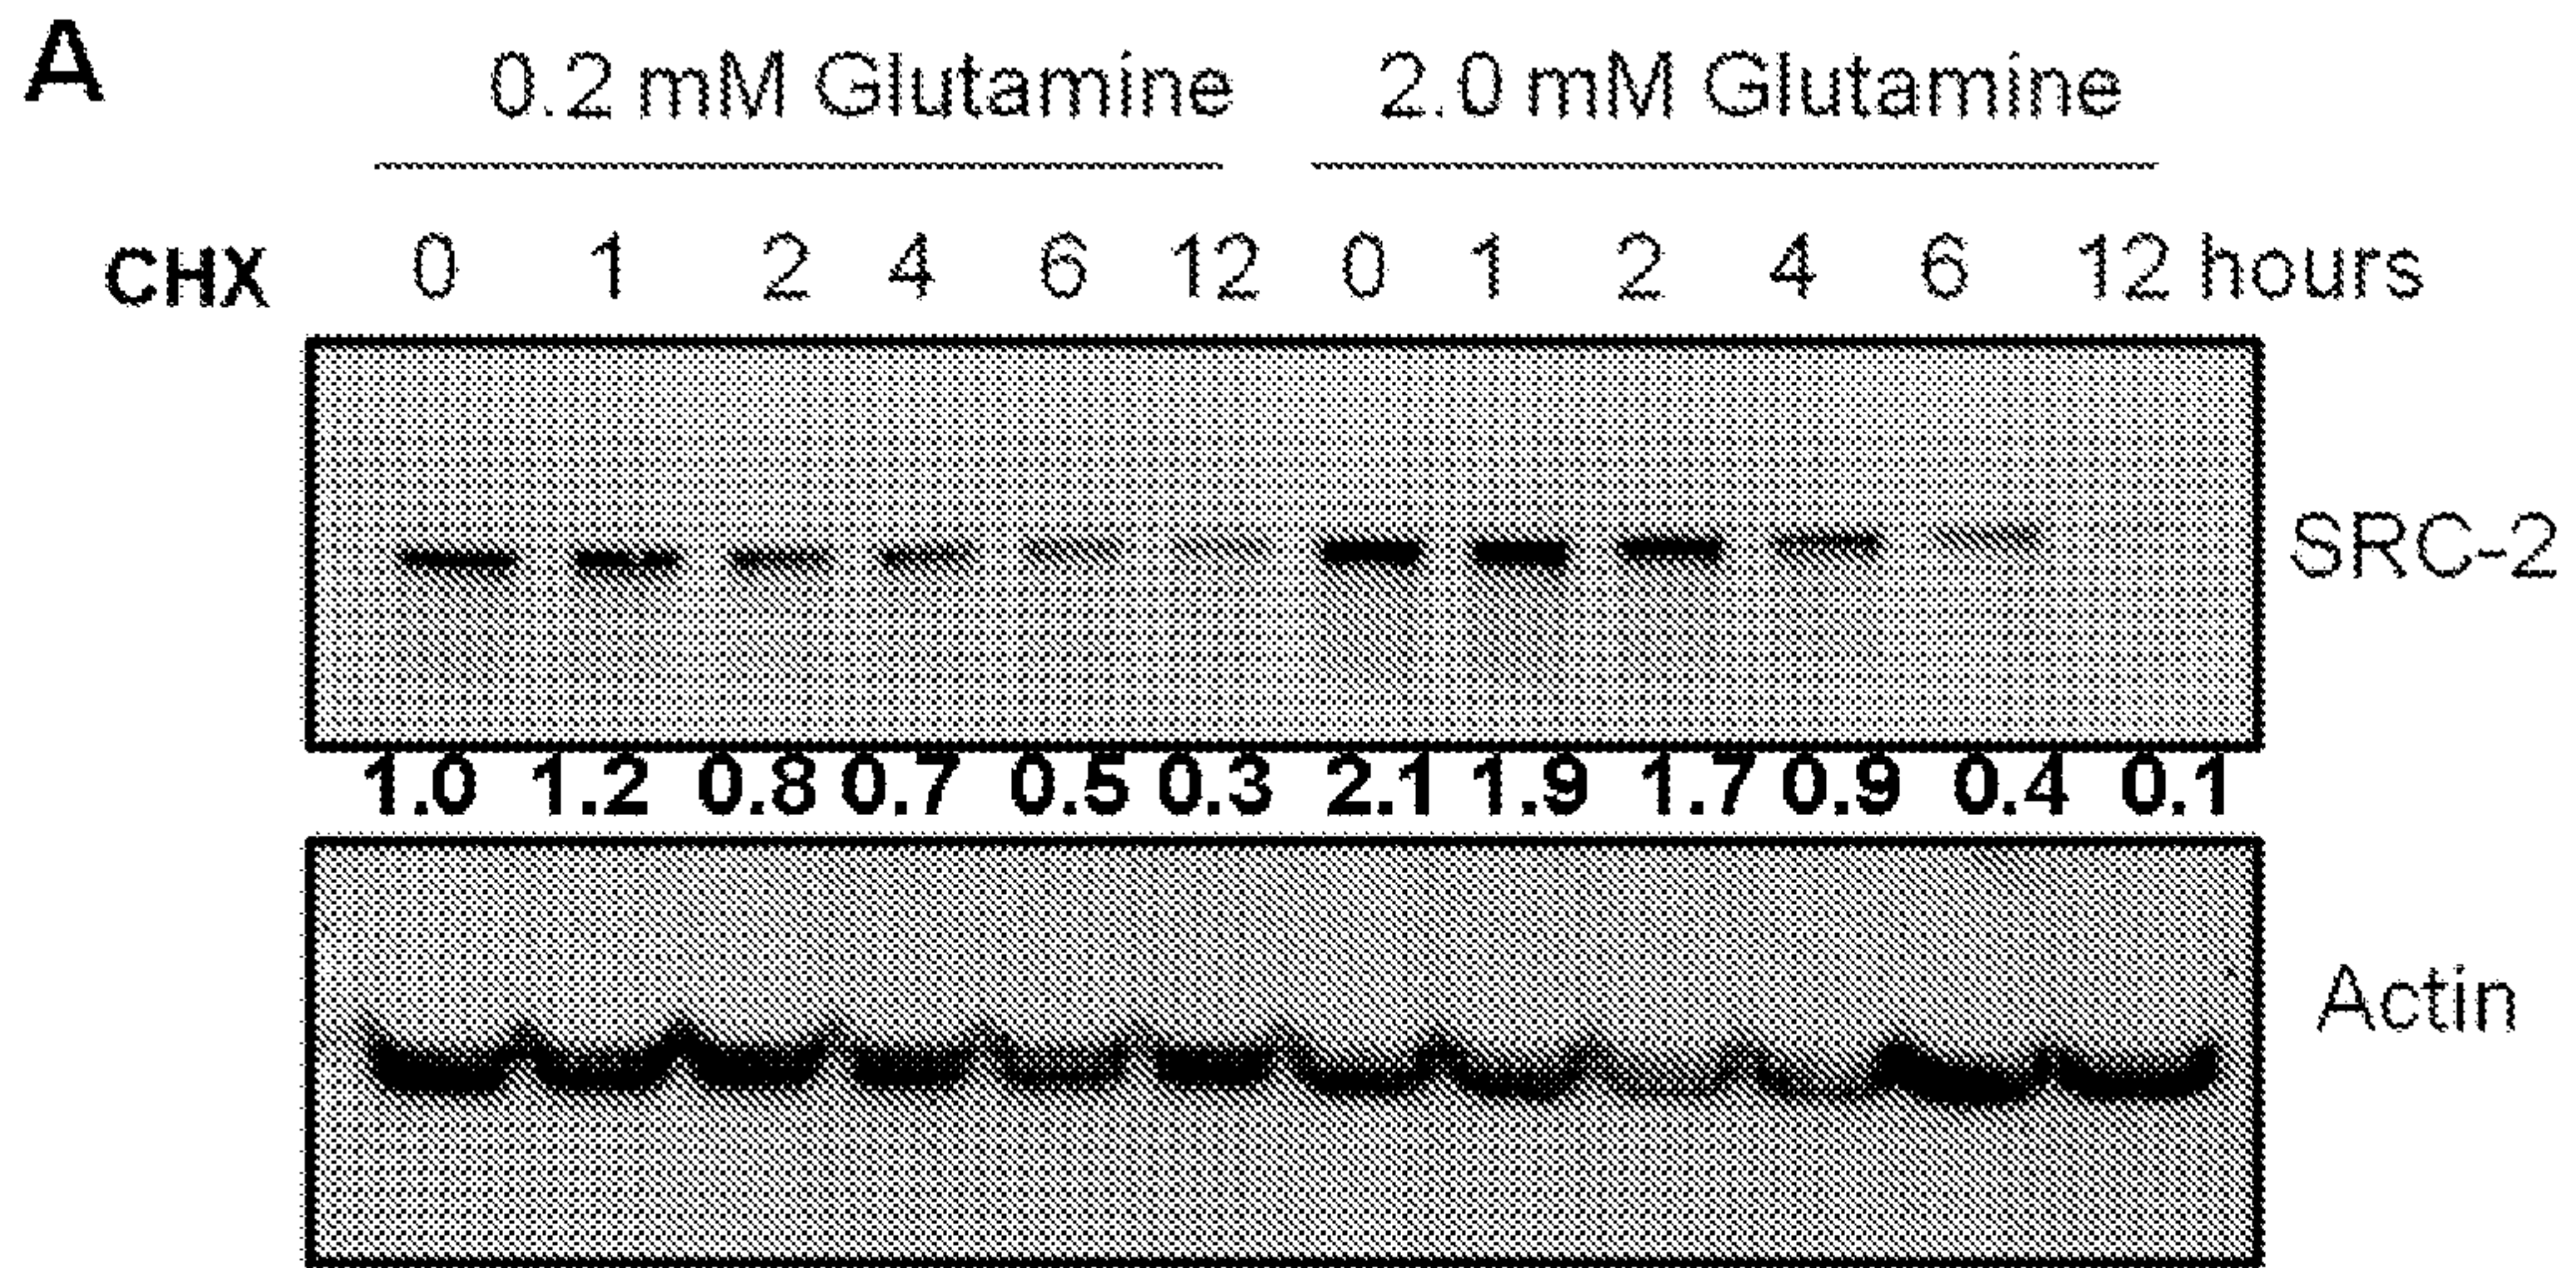 A
0.2 mM Glutamine 2.0 mM Glutamine
CHX 0 1 2 4 6 12 0 1 2 4 6 12 hours
SRC-2
1.0 1.2 0.8 0.7 0.5 0.3 2.1 1.9 1.7 0.9 0.4 0.1
Actin